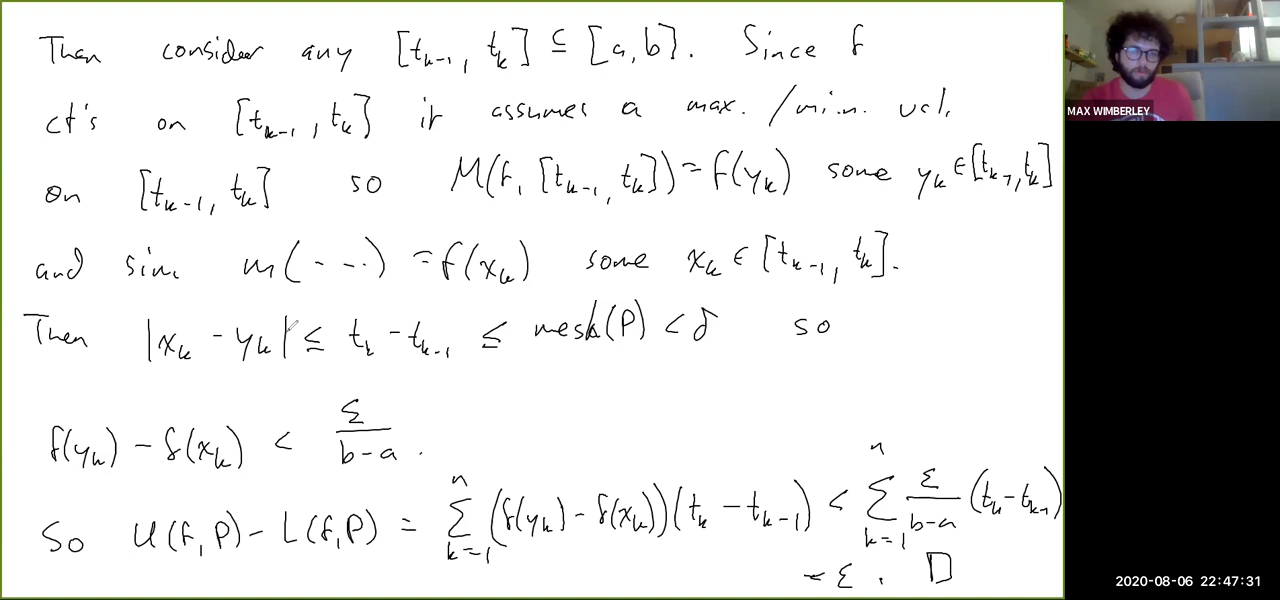 Then consider any [t_{k-1}, t_k] ⊆ [a,b]. Since f
ct's on [t_{k-1}, t_k] it assumes a max. /min. val.
on [t_{k-1}, t_k] so M(f, [t_{k-1}, t_k]) = f(y_k) some y_k ∈ [t_{k-1}, t_k]
and sim. m(---) = f(x_k) some x_k ∈ [t_{k-1}, t_k].
Then |x_k - y_k| ≤ t_k - t_{k-1} ≤ mesh(P) < δ so
f(y_k) - f(x_k) < ε/(b-a).
So U(f,P) - L(f,P) = ∑_{k=1}^{n} (f(y_k) - f(x_k))(t_k - t_{k-1}) < ∑_{k=1}^{n} ε/(b-a) (t_k - t_{k-1})
= ε. □
MAX WIMBERLEY
2020-08-06 22:47:31